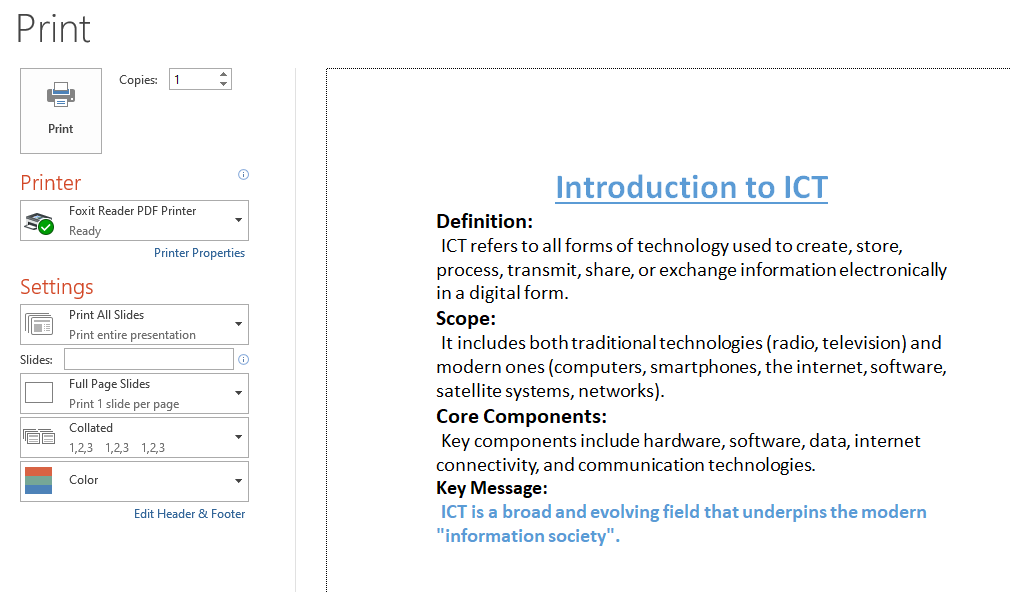 Print
Print
Copies:
1
Printer
Foxit Reader PDF Printer
Ready
Printer Properties
Settings
Print All Slides
Print entire presentation
Slides:
Full Page Slides
Print 1 slide per page
Collated
1,2,3 1,2,3 1,2,3
Color
Edit Header & Footer
Introduction to ICT
Definition:
ICT refers to all forms of technology used to create, store,
process, transmit, share, or exchange information electronically
in a digital form.
Scope:
It includes both traditional technologies (radio, television) and
modern ones (computers, smartphones, the internet, software,
satellite systems, networks).
Core Components:
Key components include hardware, software, data, internet
connectivity, and communication technologies.
Key Message:
ICT is a broad and evolving field that underpins the modern
"information society".